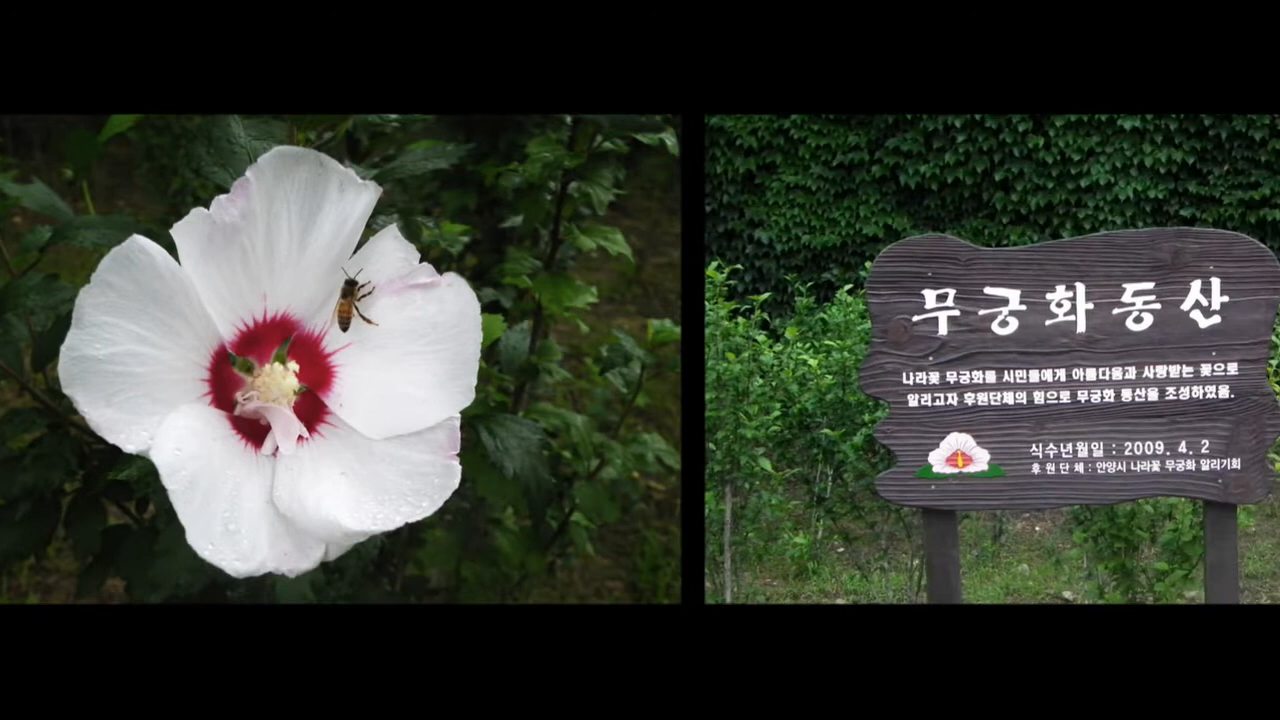 무궁화동산
나라꽃 무궁화를 시민들에게 아름다움과 사랑받는 꽃으로
알리고자 후원단체의 힘으로 무궁화 동산을 조성하였음.
식수년월일 : 2009. 4. 2
후 원 단 체 : 안양시 나라꽃 무궁화 알리기회